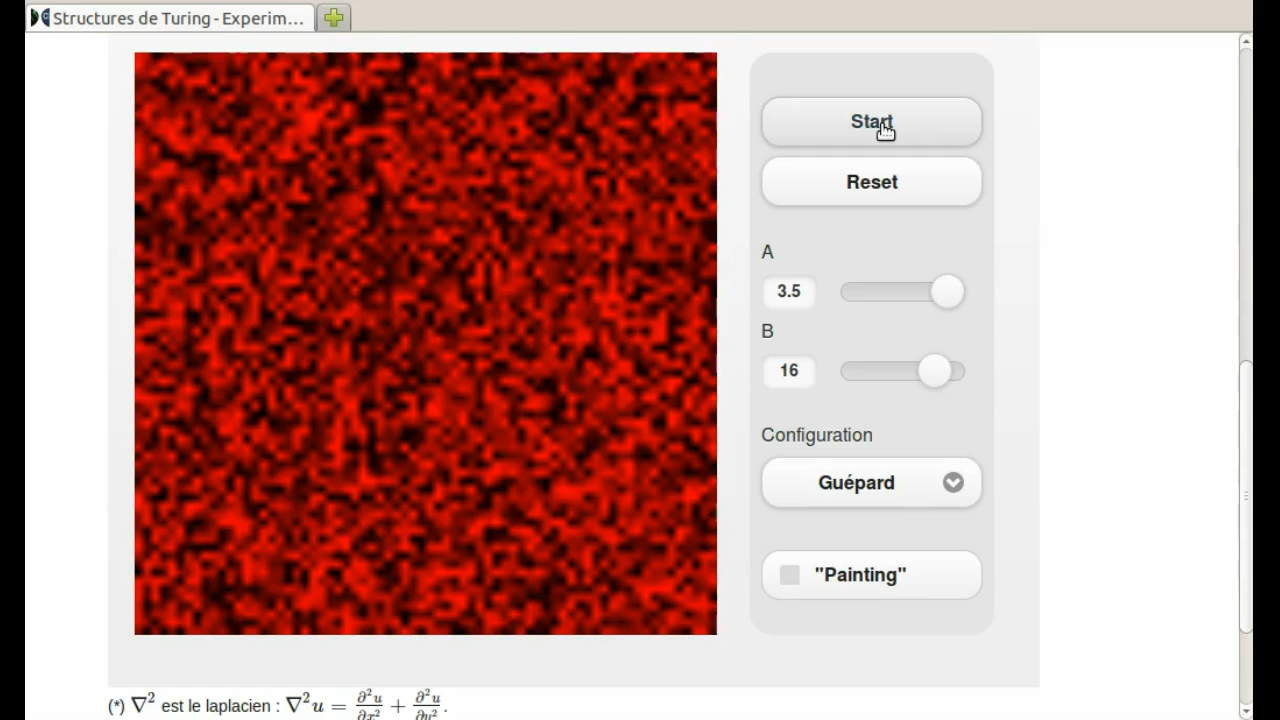 Structures de Turing - Experim...
Start
Reset
A
3.5
B
16
Configuration
Guépard
"Painting"
(*) ∇² est le laplacien : ∇²u = ∂²u/∂x² + ∂²u/∂y².